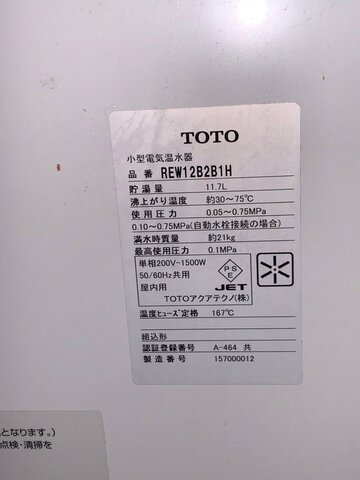 TOTO
小型電気温水器
品番 REW12B2B1H
貯湯量 11.7L
沸上がり温度 約30~75℃
使用圧力 0.05~0.75MPa
0.10~0.75MPa(自動水栓接続の場合)
満水時質量 約21kg
最高使用圧力 0.1MPa
単相200V-1500W
50/60Hz共用
屋内用
PSE
JET
TOTOアクアテクノ(株)
温度ヒューズ定格 167℃
組込形
認証登録番号 A-464 共
製造番号 157000012
となります。)
点検・清掃を